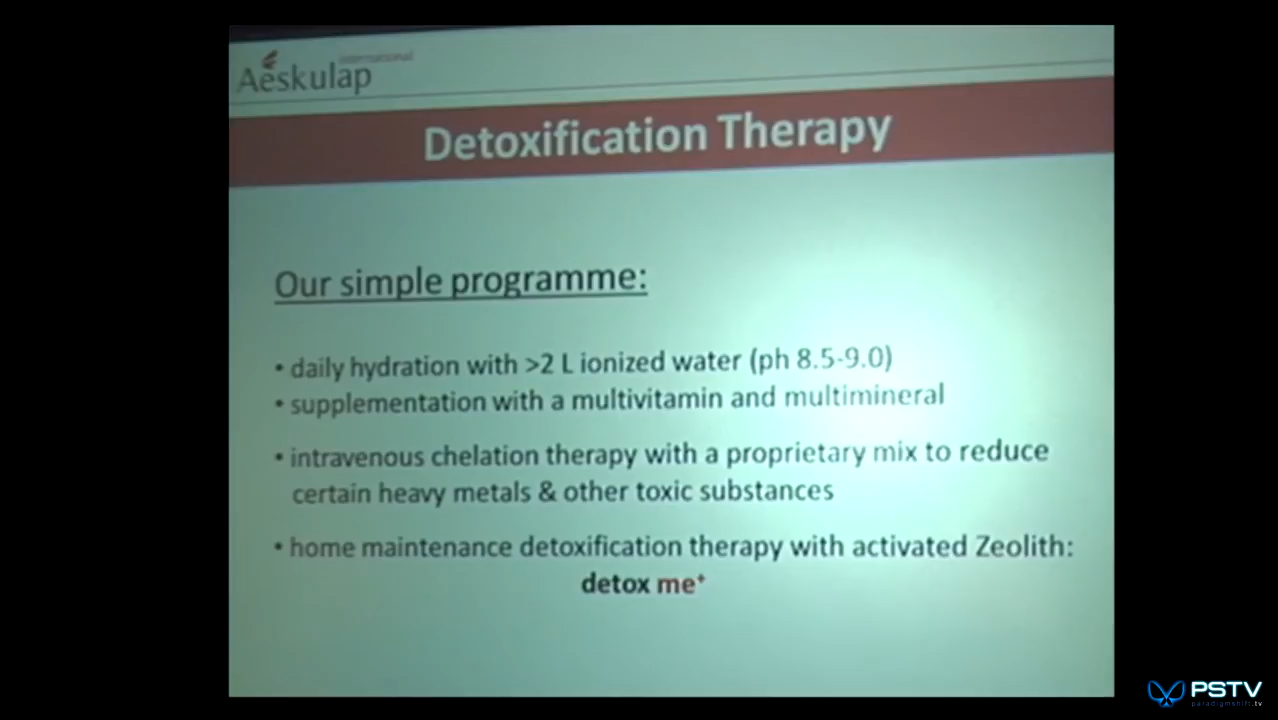 international
Aeskulap
Detoxification Therapy
Our simple programme:
• daily hydration with >2 L ionized water (ph 8.5-9.0)
• supplementation with a multivitamin and multimineral
• intravenous chelation therapy with a proprietary mix to reduce
certain heavy metals & other toxic substances
• home maintenance detoxification therapy with activated Zeolith:
detox me⁺
PSTV
paradigmshift.tv